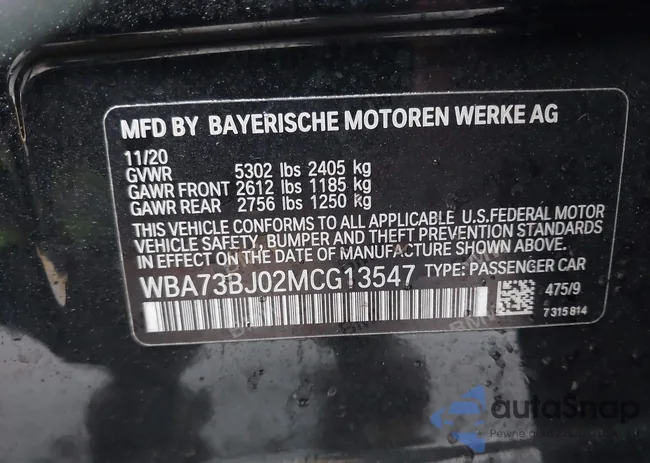 MFD BY BAYERISCHE MOTOREN WERKE AG
11/20
GVWR 5302 lbs 2405 kg
GAWR FRONT 2612 lbs 1185 kg
GAWR REAR 2756 lbs 1250 kg
THIS VEHICLE CONFORMS TO ALL APPLICABLE U.S.FEDERAL MOTOR
VEHICLE SAFETY, BUMPER AND THEFT PREVENTION STANDARDS
IN EFFECT ON THE DATE OF MANUFACTURE SHOWN ABOVE.
WBA73BJ02MCG13547 TYPE: PASSENGER CAR
475/9
7 315 814
autoSnap